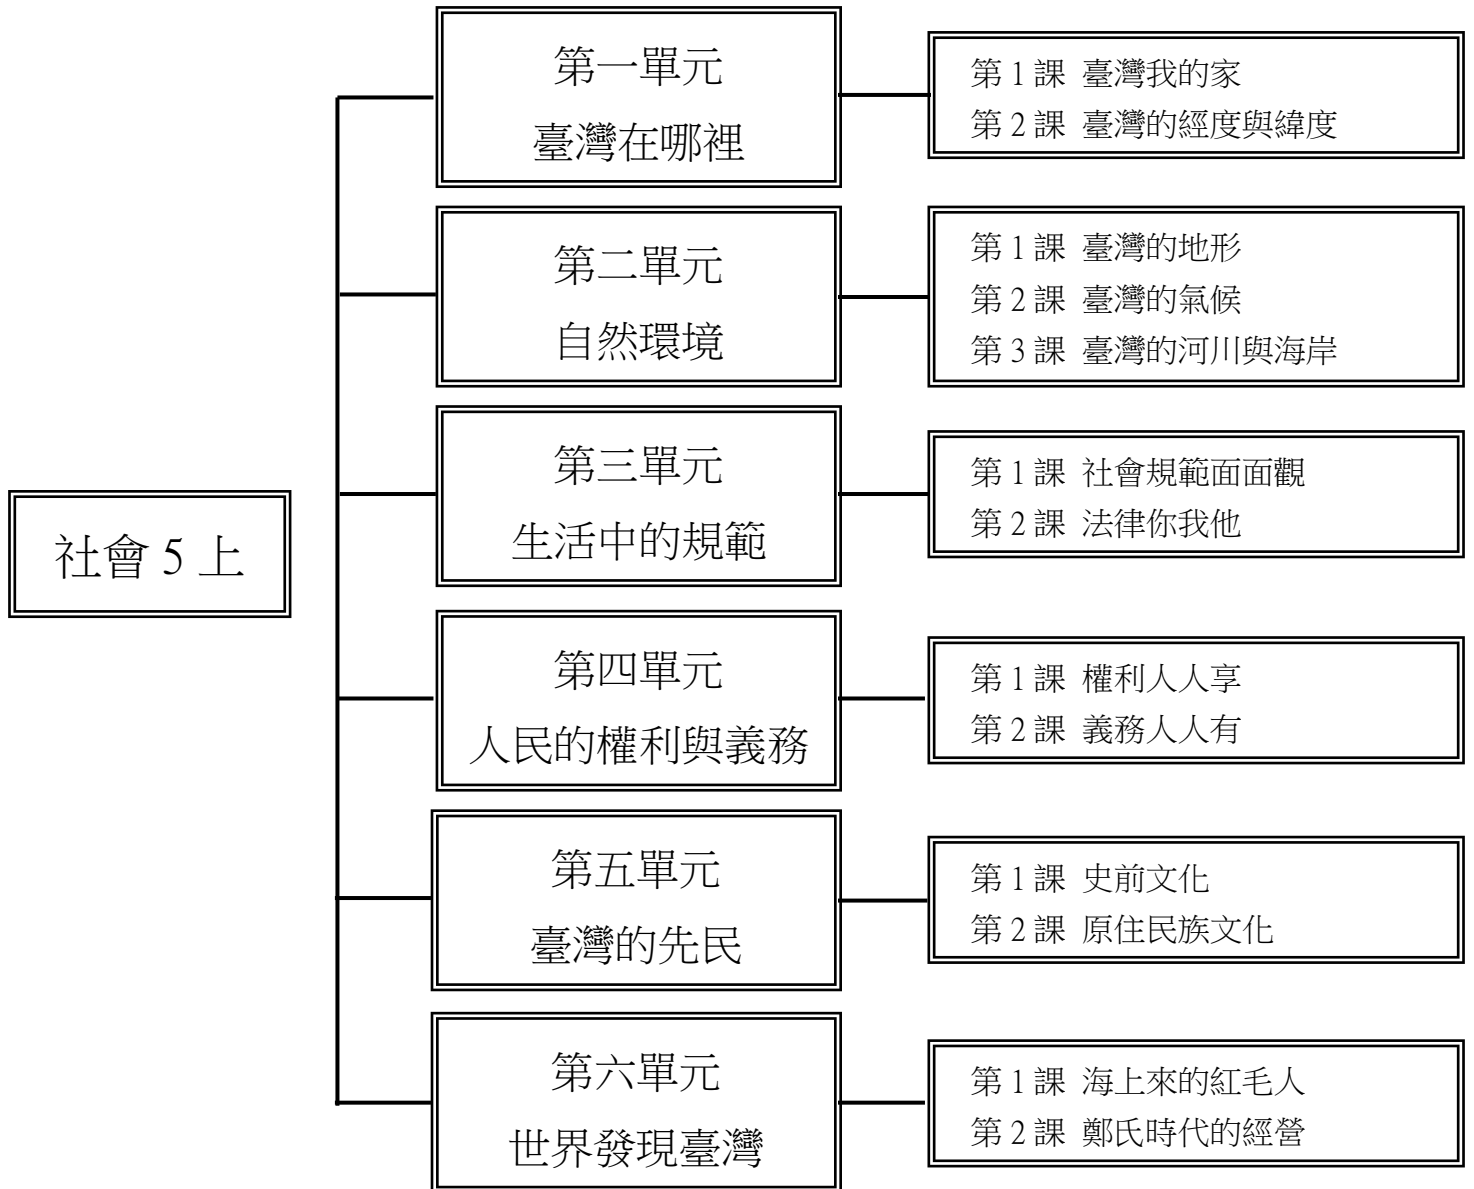 社會 5 上
第一單元
臺灣在哪裡
第 1 課 臺灣我的家
第 2 課 臺灣的經度與緯度
第二單元
自然環境
第 1 課 臺灣的地形
第 2 課 臺灣的氣候
第 3 課 臺灣的河川與海岸
第三單元
生活中的規範
第 1 課 社會規範面面觀
第 2 課 法律你我他
第四單元
人民的權利與義務
第 1 課 權利人人享
第 2 課 義務人人有
第五單元
臺灣的先民
第 1 課 史前文化
第 2 課 原住民族文化
第六單元
世界發現臺灣
第 1 課 海上來的紅毛人
第 2 課 鄭氏時代的經營